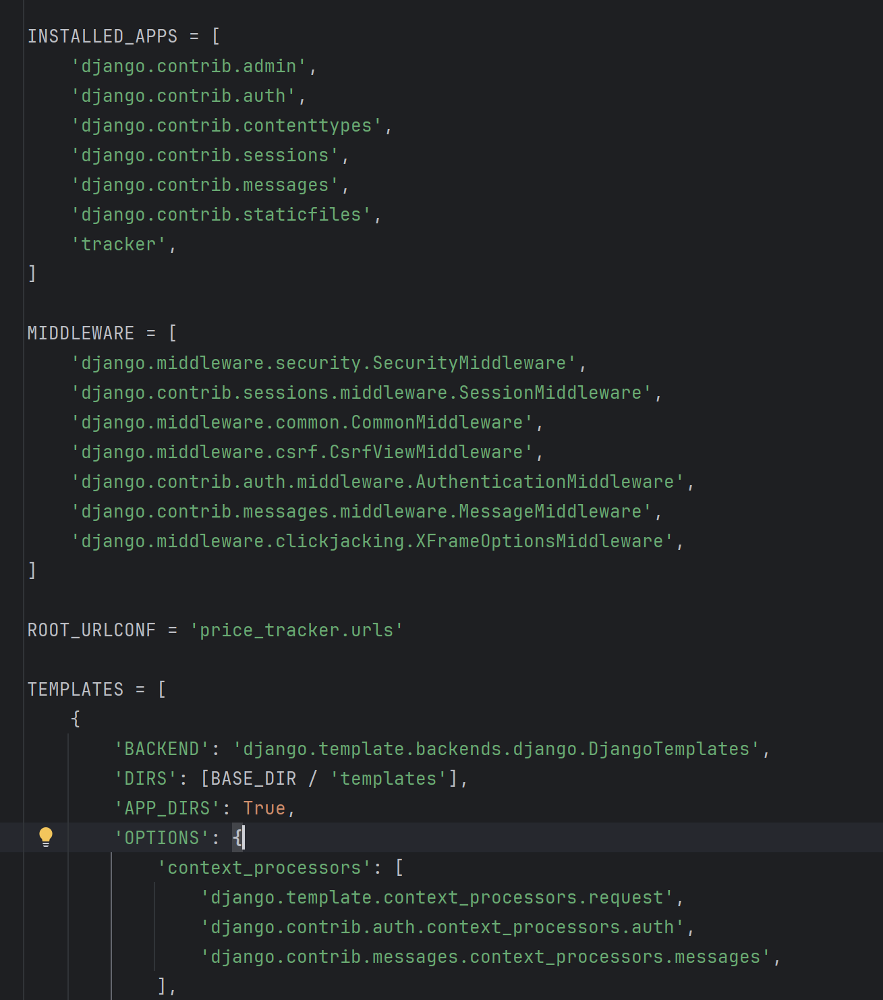 INSTALLED_APPS = [
    'django.contrib.admin',
    'django.contrib.auth',
    'django.contrib.contenttypes',
    'django.contrib.sessions',
    'django.contrib.messages',
    'django.contrib.staticfiles',
    'tracker',
]
MIDDLEWARE = [
    'django.middleware.security.SecurityMiddleware',
    'django.contrib.sessions.middleware.SessionMiddleware',
    'django.middleware.common.CommonMiddleware',
    'django.middleware.csrf.CsrfViewMiddleware',
    'django.contrib.auth.middleware.AuthenticationMiddleware',
    'django.contrib.messages.middleware.MessageMiddleware',
    'django.middleware.clickjacking.XFrameOptionsMiddleware',
]
ROOT_URLCONF = 'price_tracker.urls'
TEMPLATES = [
    {
        'BACKEND': 'django.template.backends.django.DjangoTemplates',
        'DIRS': [BASE_DIR / 'templates'],
        'APP_DIRS': True,
        'OPTIONS': {
            'context_processors': [
                'django.template.context_processors.request',
                'django.contrib.auth.context_processors.auth',
                'django.contrib.messages.context_processors.messages',
            ],